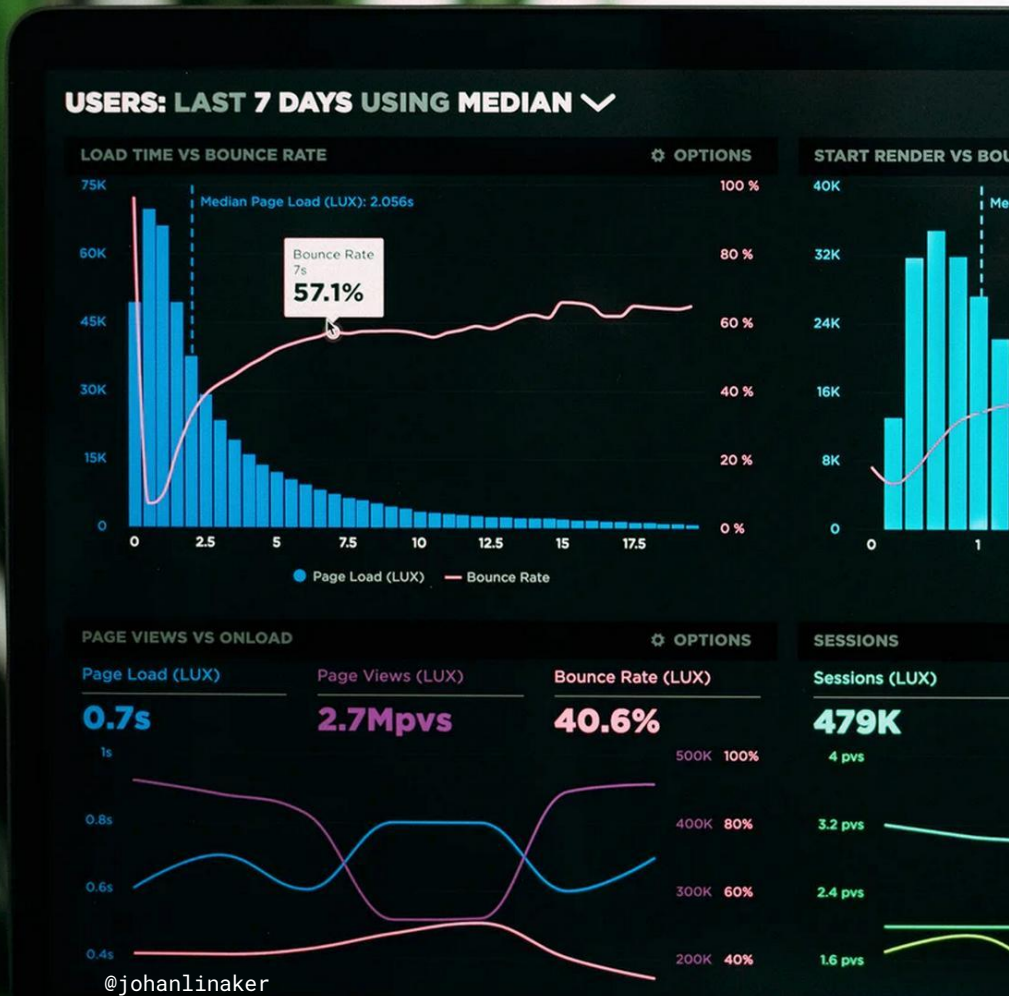 USERS: LAST 7 DAYS USING MEDIAN
LOAD TIME VS BOUNCE RATE
OPTIONS
75K
60K
45K
30K
15K
0
Median Page Load (LUX): 2.056s
Bounce Rate
7s
57.1%
100 %
80 %
60 %
40 %
20 %
0 %
0 2.5 5 7.5 10 12.5 15 17.5
Page Load (LUX) Bounce Rate
START RENDER VS BOU
40K
32K
24K
16K
8K
0
Me
0 1
PAGE VIEWS VS ONLOAD
OPTIONS
Page Load (LUX)
0.7s
Page Views (LUX)
2.7Mpvs
Bounce Rate (LUX)
40.6%
1s
0.8s
0.6s
0.4s
500K 100%
400K 80%
300K 60%
200K 40%
SESSIONS
Sessions (LUX)
479K
4 pvs
3.2 pvs
2.4 pvs
1.6 pvs
@johanlinaker